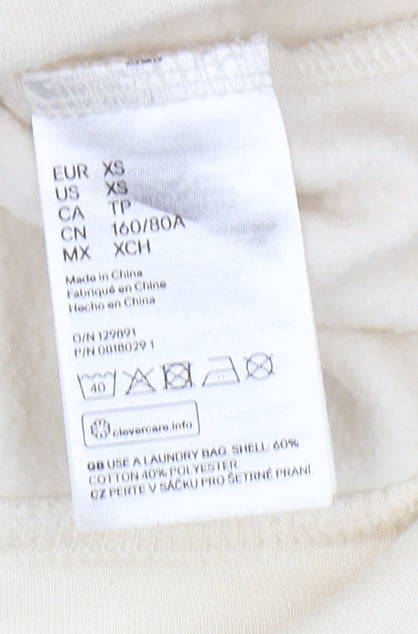 EUR XS
US XS
CA TP
CN 160/80A
MX XCH
Made in China
Fabriqué en Chine
Hecho en China
O/N 129891
P/N 0818029 1
40
clevercare.info
GB USE A LAUNDRY BAG. SHELL: 60%
COTTON 40% POLYESTER
CZ PERTE V SÁČKU PRO ŠETRNÉ PRANÍ.